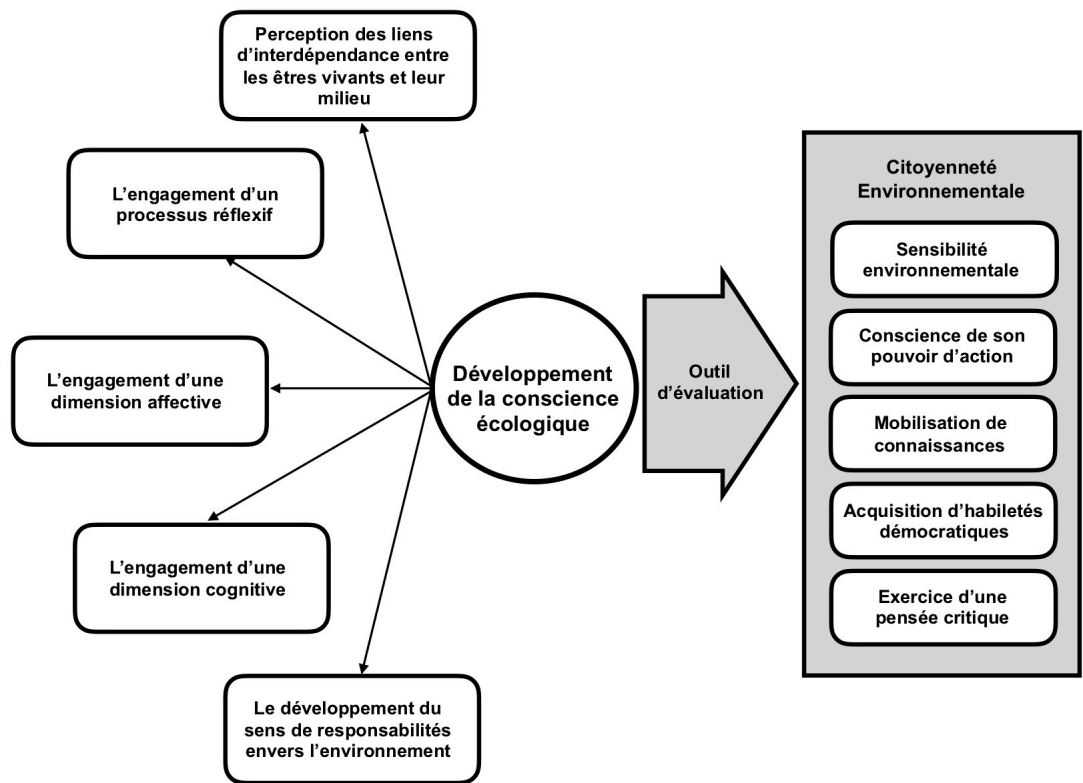 Perception des liens
d’interdépendance entre
les êtres vivants et leur
milieu
L’engagement d’un
processus réflexif
L’engagement d’une
dimension affective
L’engagement d’une
dimension cognitive
Le développement du
sens de responsabilités
envers l’environnement
Développement
de la conscience
écologique
Outil
d’évaluation
Citoyenneté
Environnementale
Sensibilité
environnementale
Conscience de son
pouvoir d’action
Mobilisation de
connaissances
Acquisition d’habiletés
démocratiques
Exercice d’une
pensée critique